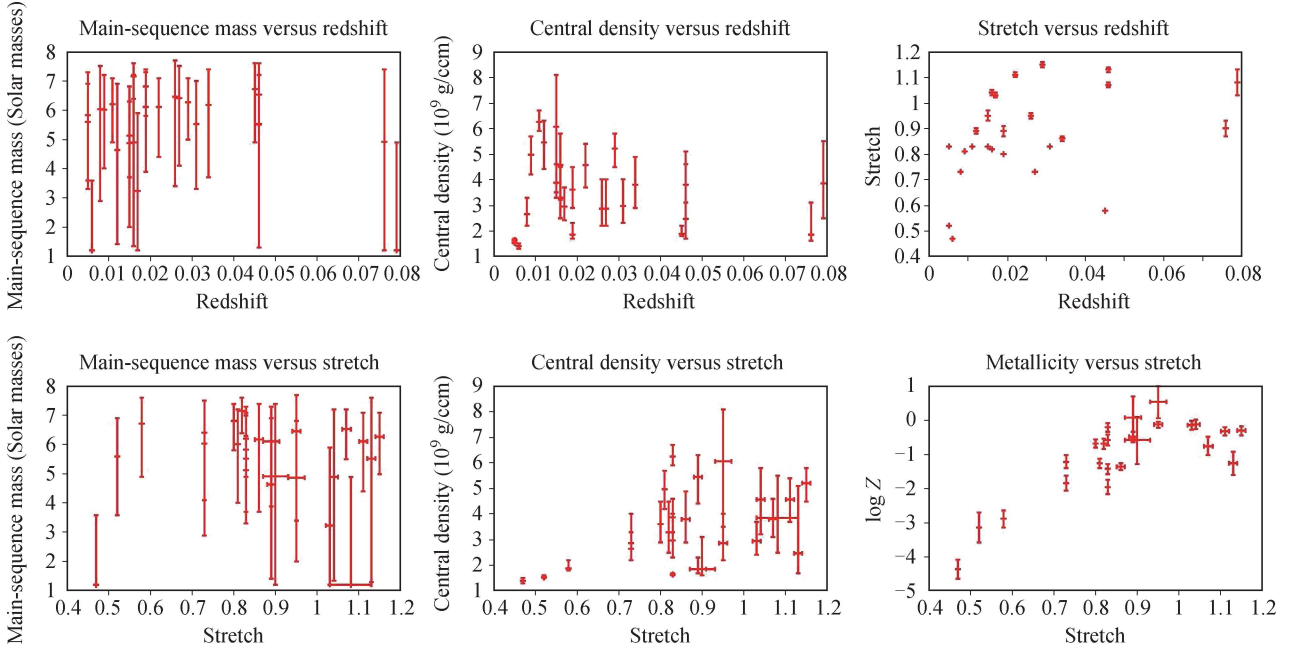 Main-sequence mass versus redshift
Main-sequence mass (Solar masses)
8
7
6
5
4
3
2
1
0 0.01 0.02 0.03 0.04 0.05 0.06 0.07 0.08
Redshift
Central density versus redshift
Central density (10⁹ g/ccm)
9
8
7
6
5
4
3
2
1
0 0.01 0.02 0.03 0.04 0.05 0.06 0.07 0.08
Redshift
Stretch versus redshift
Stretch
1.2
1.1
1
0.9
0.8
0.7
0.6
0.5
0.4
0 0.02 0.04 0.06 0.08
Redshift
Main-sequence mass versus stretch
Main-sequence mass (Solar masses)
8
7
6
5
4
3
2
1
0.4 0.5 0.6 0.7 0.8 0.9 1 1.1 1.2
Stretch
Central density versus stretch
Central density (10⁹ g/ccm)
9
8
7
6
5
4
3
2
1
0.4 0.5 0.6 0.7 0.8 0.9 1 1.1 1.2
Stretch
Metallicity versus stretch
log Z
1
0
−1
−2
−3
−4
−5
0.4 0.5 0.6 0.7 0.8 0.9 1 1.1 1.2
Stretch